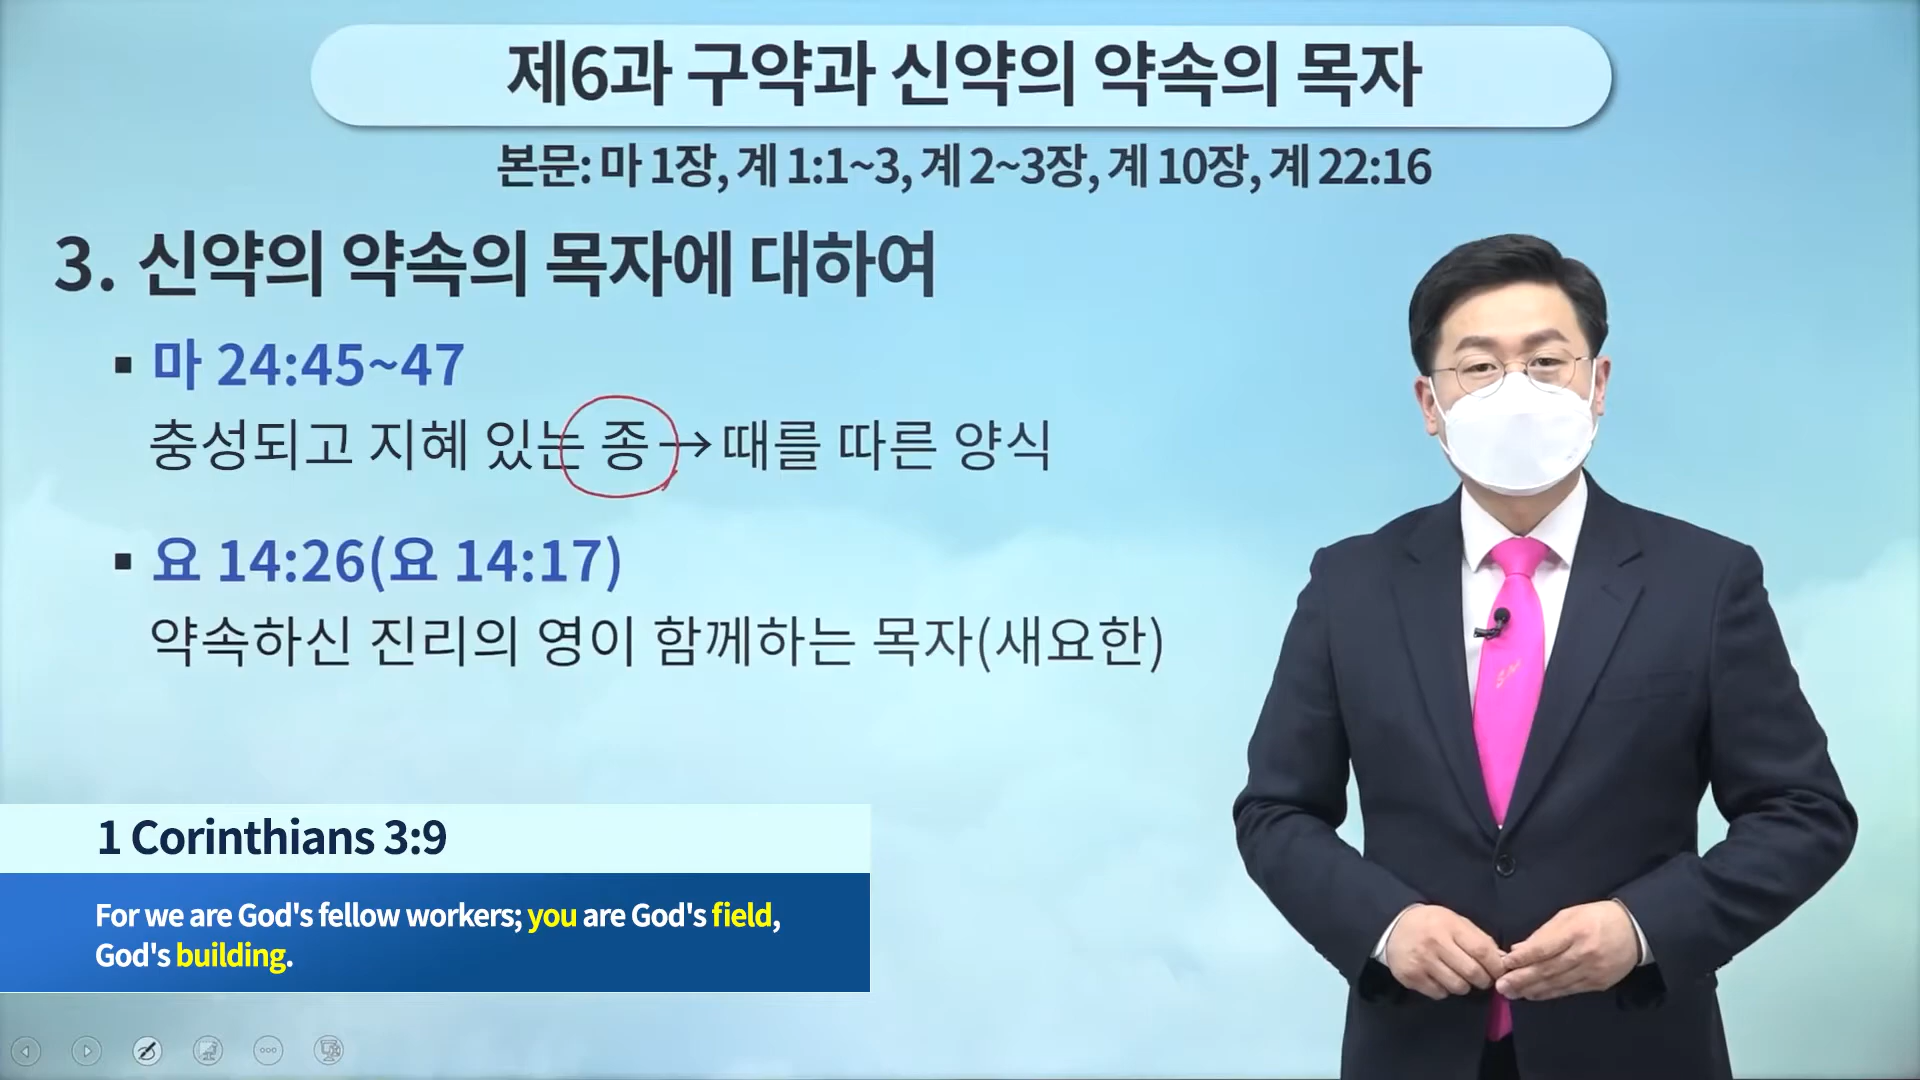 제6과 구약과 신약의 약속의 목자
본문: 마 1장, 계 1:1~3, 계 2~3장, 계 10장, 계 22:16
3. 신약의 약속의 목자에 대하여
▪ 마 24:45~47
충성되고 지혜 있는 종→때를 따른 양식
▪ 요 14:26(요 14:17)
약속하신 진리의 영이 함께하는 목자(새요한)
1 Corinthians 3:9
For we are God's fellow workers; you are God's field,
God's building.